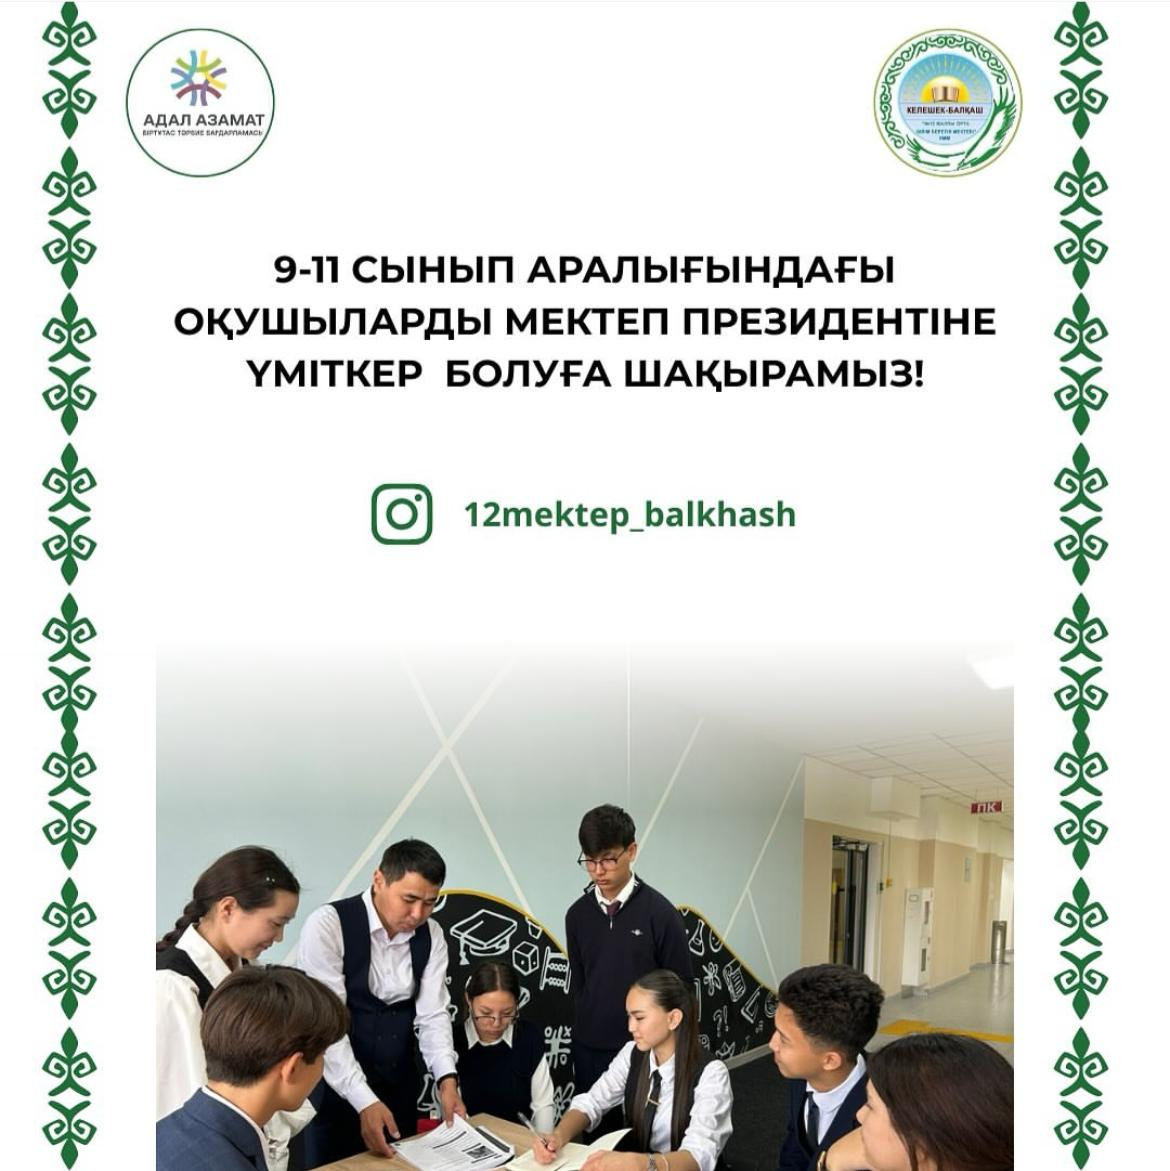 АДАЛ АЗАМАТ
БІРТҰТАС ТӘРБИЕ БАҒДАРЛАМАСЫ
КЕЛЕШЕК-БАЛҚАШ
9-11 СЫНЫП АРАЛЫҒЫНДАҒЫ
ОҚУШЫЛАРДЫ МЕКТЕП ПРЕЗИДЕНТІНЕ
ҮМІТКЕР БОЛУҒА ШАҚЫРАМЫЗ!
12mektep_balkhash
ПК